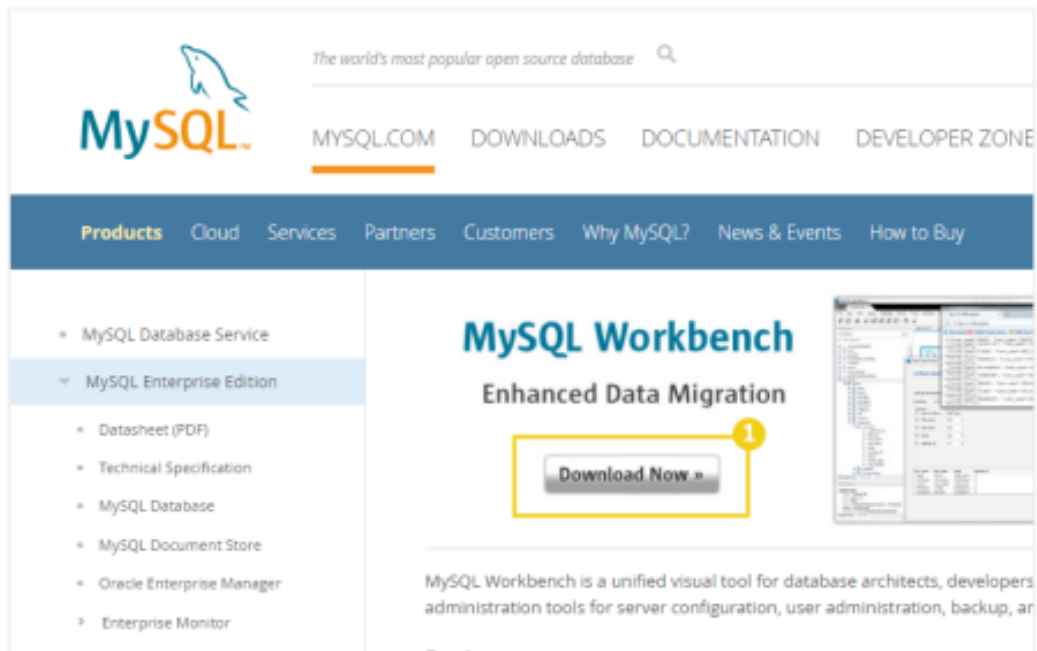 The world's most popular open source database
MySQL™
MYSQL.COM DOWNLOADS DOCUMENTATION DEVELOPER ZONE
Products Cloud Services Partners Customers Why MySQL? News & Events How to Buy
MySQL Database Service
MySQL Enterprise Edition
Datasheet (PDF)
Technical Specification
MySQL Database
MySQL Document Store
Oracle Enterprise Manager
Enterprise Monitor
MySQL Workbench
Enhanced Data Migration
1
Download Now »
MySQL Workbench is a unified visual tool for database architects, developers
administration tools for server configuration, user administration, backup, an